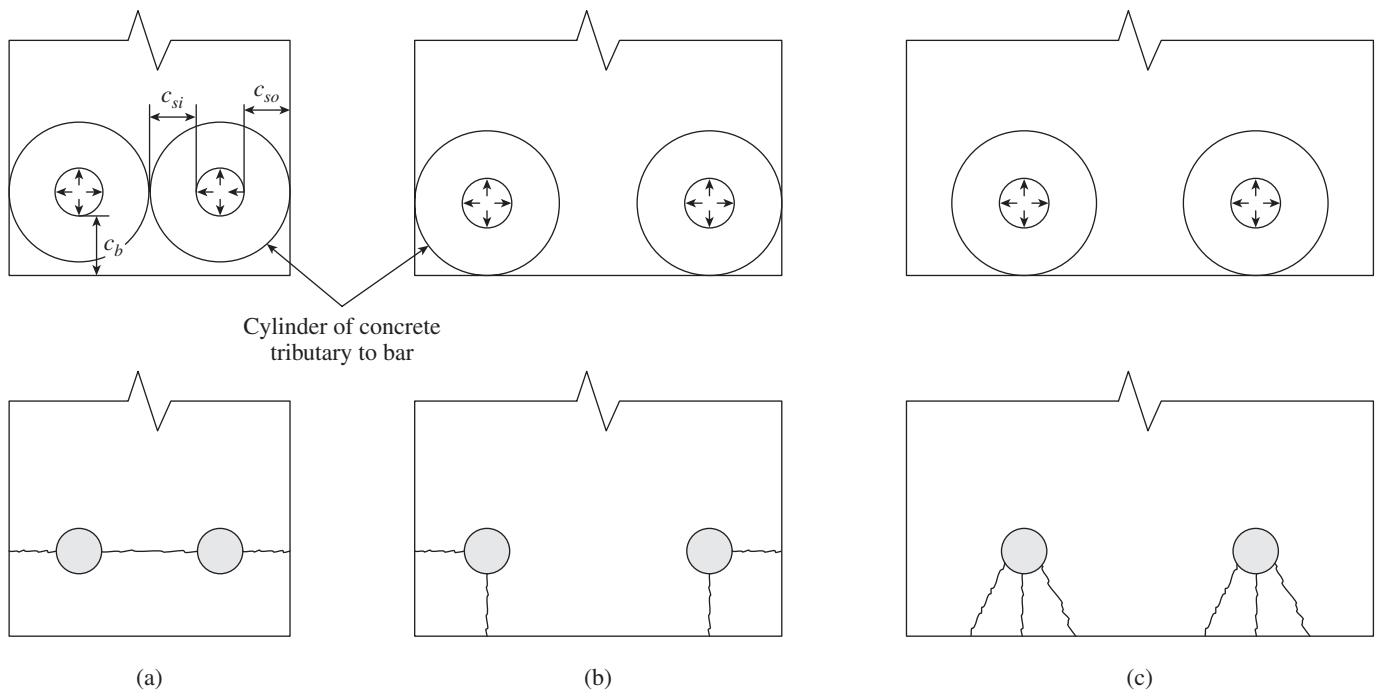 c_si
c_so
c_b
Cylinder of concrete
tributary to bar
(a)
(b)
(c)